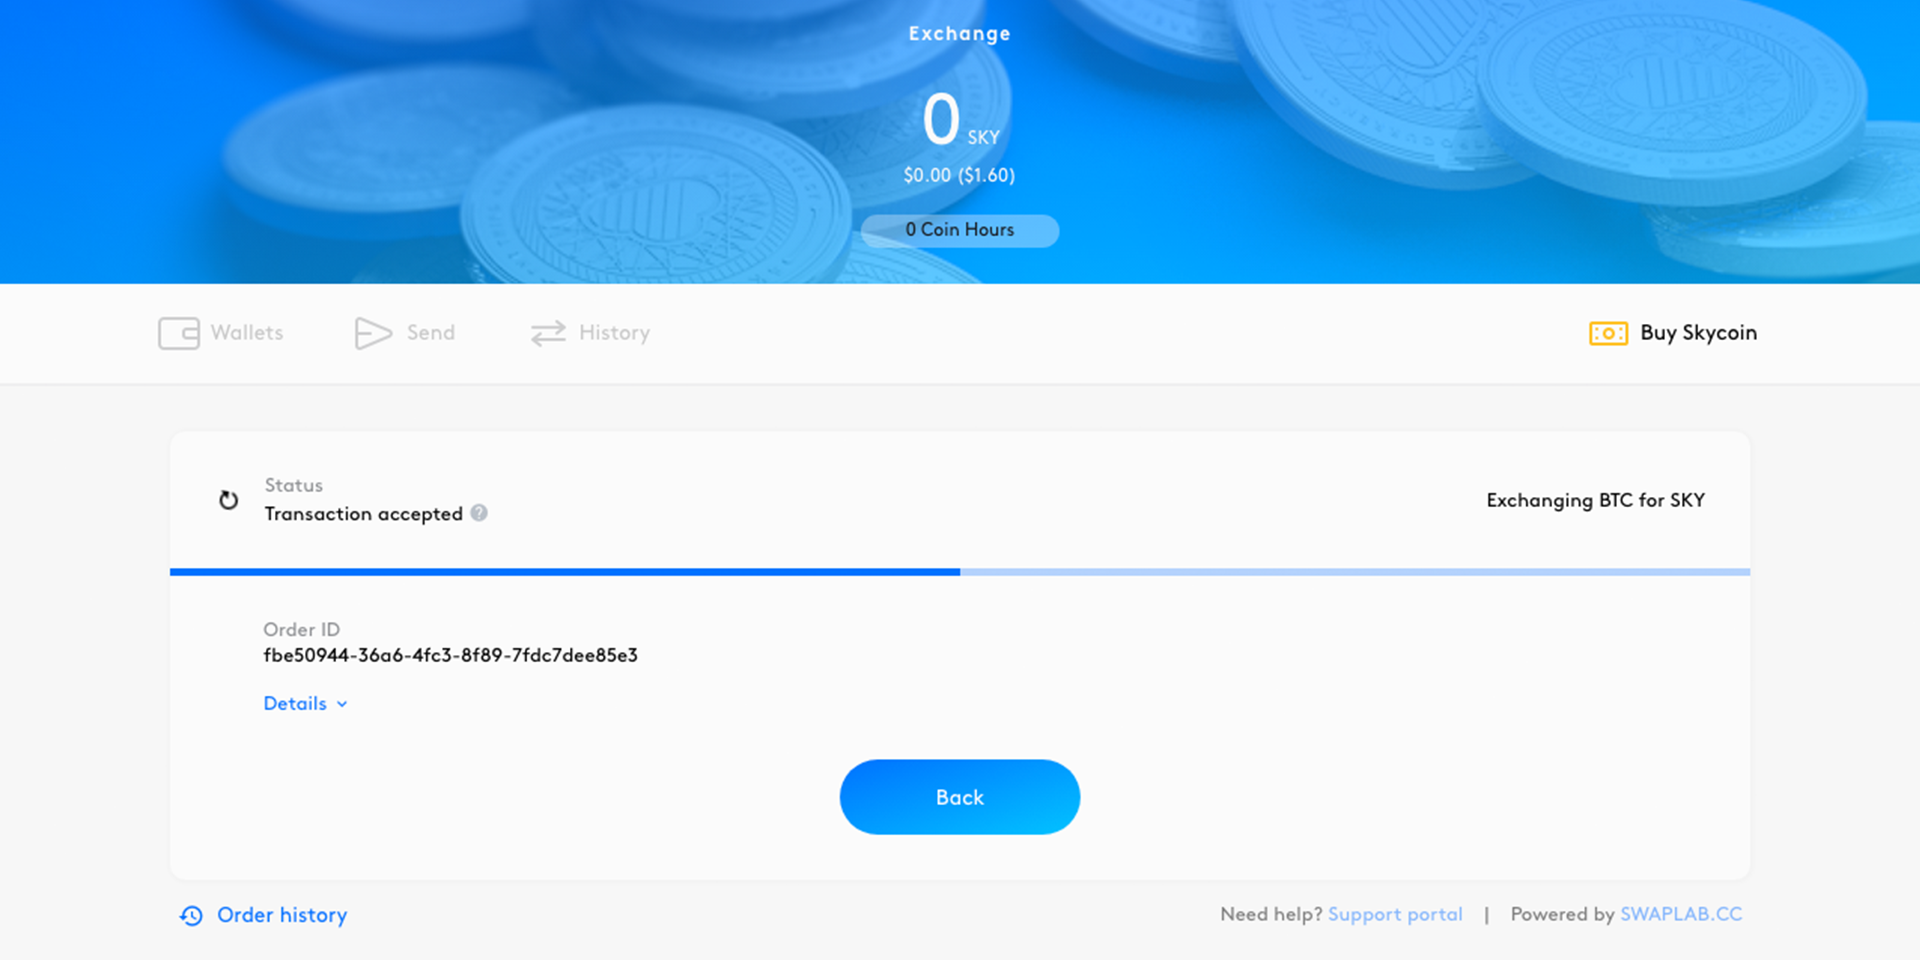 Exchange
0 SKY
$0.00 ($1.60)
0 Coin Hours
Wallets
Send
History
Buy Skycoin
Status
Transaction accepted ?
Exchanging BTC for SKY
Order ID
fbe50944-36a6-4fc3-8f89-7fdc7dee85e3
Details
Back
Order history
Need help? Support portal | Powered by SWAPLAB.CC